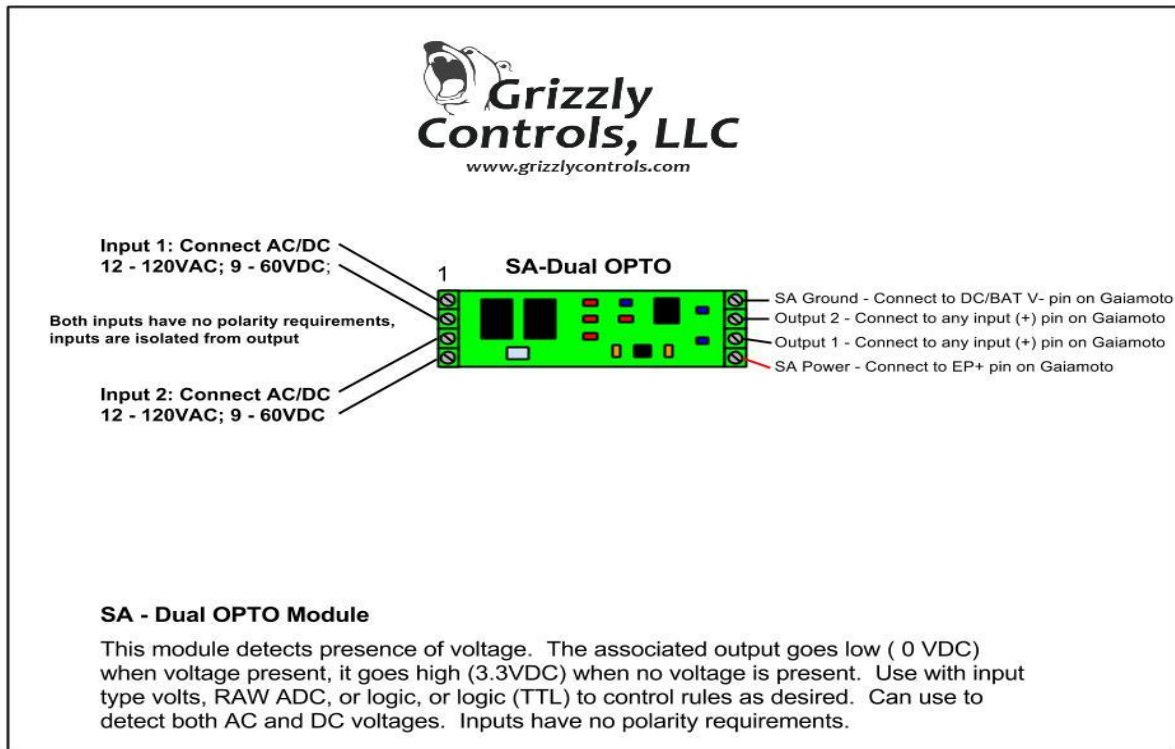 Grizzly
Controls, LLC
www.grizzlycontrols.com
Input 1: Connect AC/DC
12 - 120VAC; 9 - 60VDC;
1
SA-Dual OPTO
Both inputs have no polarity requirements,
inputs are isolated from output
Input 2: Connect AC/DC
12 - 120VAC; 9 - 60VDC
SA Ground - Connect to DC/BAT V- pin on Gaiamoto
Output 2 - Connect to any input (+) pin on Gaiamoto
Output 1 - Connect to any input (+) pin on Gaiamoto
SA Power - Connect to EP+ pin on Gaiamoto
SA - Dual OPTO Module
This module detects presence of voltage. The associated output goes low ( 0 VDC)
when voltage present, it goes high (3.3VDC) when no voltage is present. Use with input
type volts, RAW ADC, or logic, or logic (TTL) to control rules as desired. Can use to
detect both AC and DC voltages. Inputs have no polarity requirements.